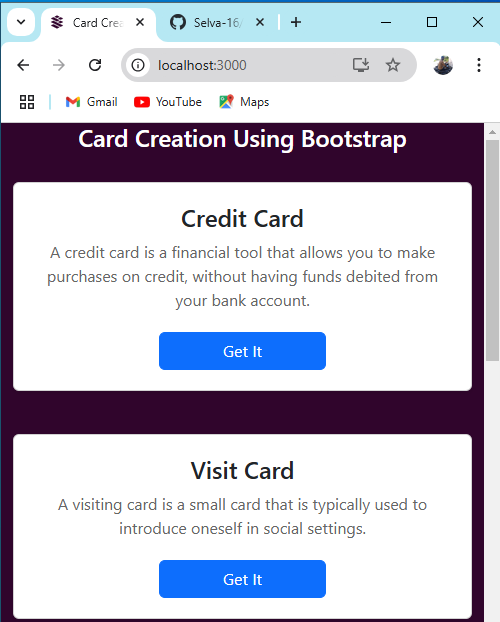 Card Crea
Selva-16/
localhost:3000
Gmail
YouTube
Maps
Card Creation Using Bootstrap
Credit Card
A credit card is a financial tool that allows you to make
purchases on credit, without having funds debited from
your bank account.
Get It
Visit Card
A visiting card is a small card that is typically used to
introduce oneself in social settings.
Get It